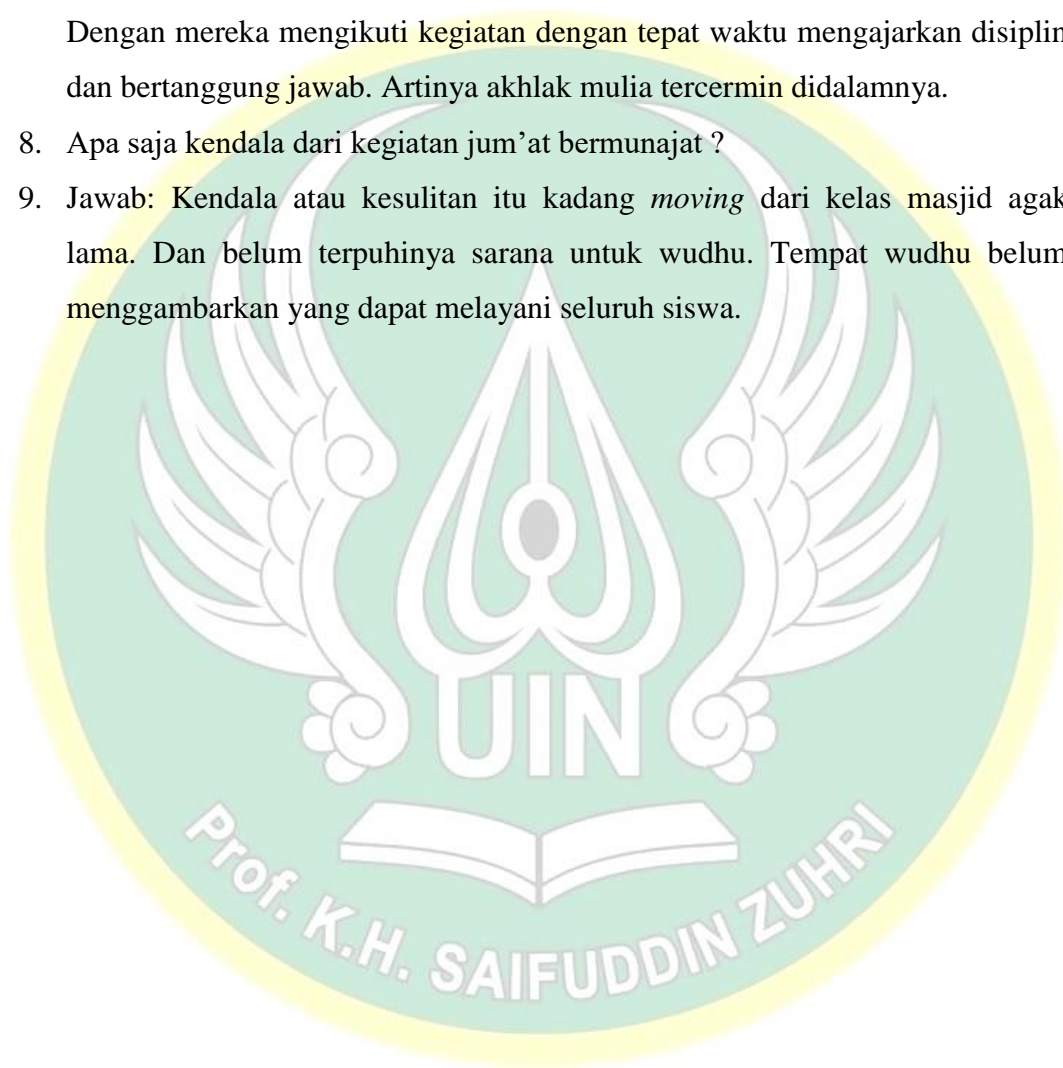 Dengan mereka mengikuti kegiatan dengan tepat waktu mengajarkan disiplin
dan bertanggung jawab. Artinya akhlak mulia tercermin didalamnya.
8. Apa saja kendala dari kegiatan jum’at bermunajat ?
9. Jawab: Kendala atau kesulitan itu kadang moving dari kelas masjid agak
lama. Dan belum terpuhinya sarana untuk wudhu. Tempat wudhu belum
menggambarkan yang dapat melayani seluruh siswa.
UIN
Prof. K.H. SAIFUDDIN ZUHRI